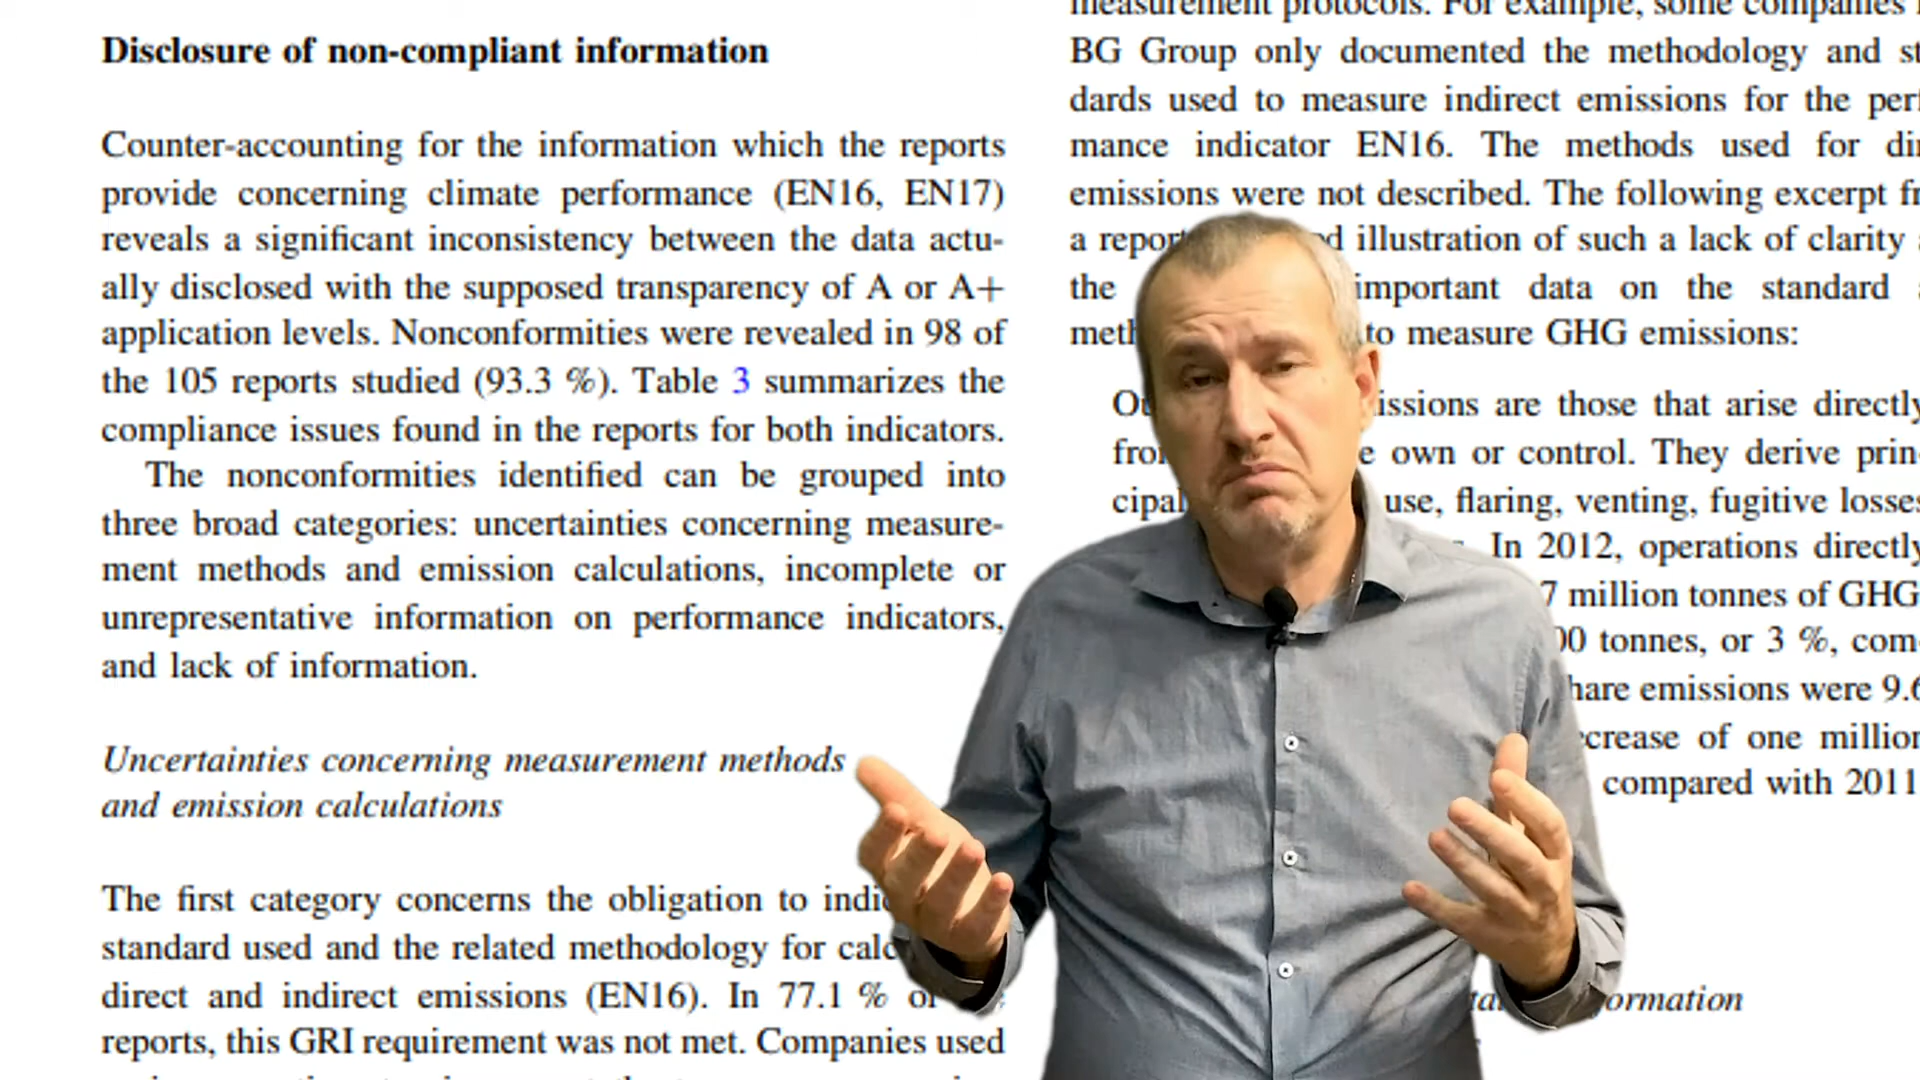 Disclosure of non-compliant information
Counter-accounting for the information which the reports
provide concerning climate performance (EN16, EN17)
reveals a significant inconsistency between the data actu-
ally disclosed with the supposed transparency of A or A+
application levels. Nonconformities were revealed in 98 of
the 105 reports studied (93.3 %). Table 3 summarizes the
compliance issues found in the reports for both indicators.
The nonconformities identified can be grouped into
three broad categories: uncertainties concerning measure-
ment methods and emission calculations, incomplete or
unrepresentative information on performance indicators,
and lack of information.
Uncertainties concerning measurement methods
and emission calculations
The first category concerns the obligation to
standard used and the related methodology for
direct and indirect emissions (EN16). In 77.1 %
reports, this GRI requirement was not met. Companies used
measurement protocols. For example, some companies
BG Group only documented the methodology and
dards used to measure indirect emissions for the
mance indicator EN16. The methods used for
emissions were not described. The following excerpt
a illustration of such a lack of clarity
the important data on the standard
to measure GHG emissions:
are those that arise directly
own or control. They derive prin-
use, flaring, venting, fugitive losses
In 2012, operations directly
7 million tonnes of GHG
tonnes, or 3 %, com-
emissions were 9.6
of one million
compared with 2011